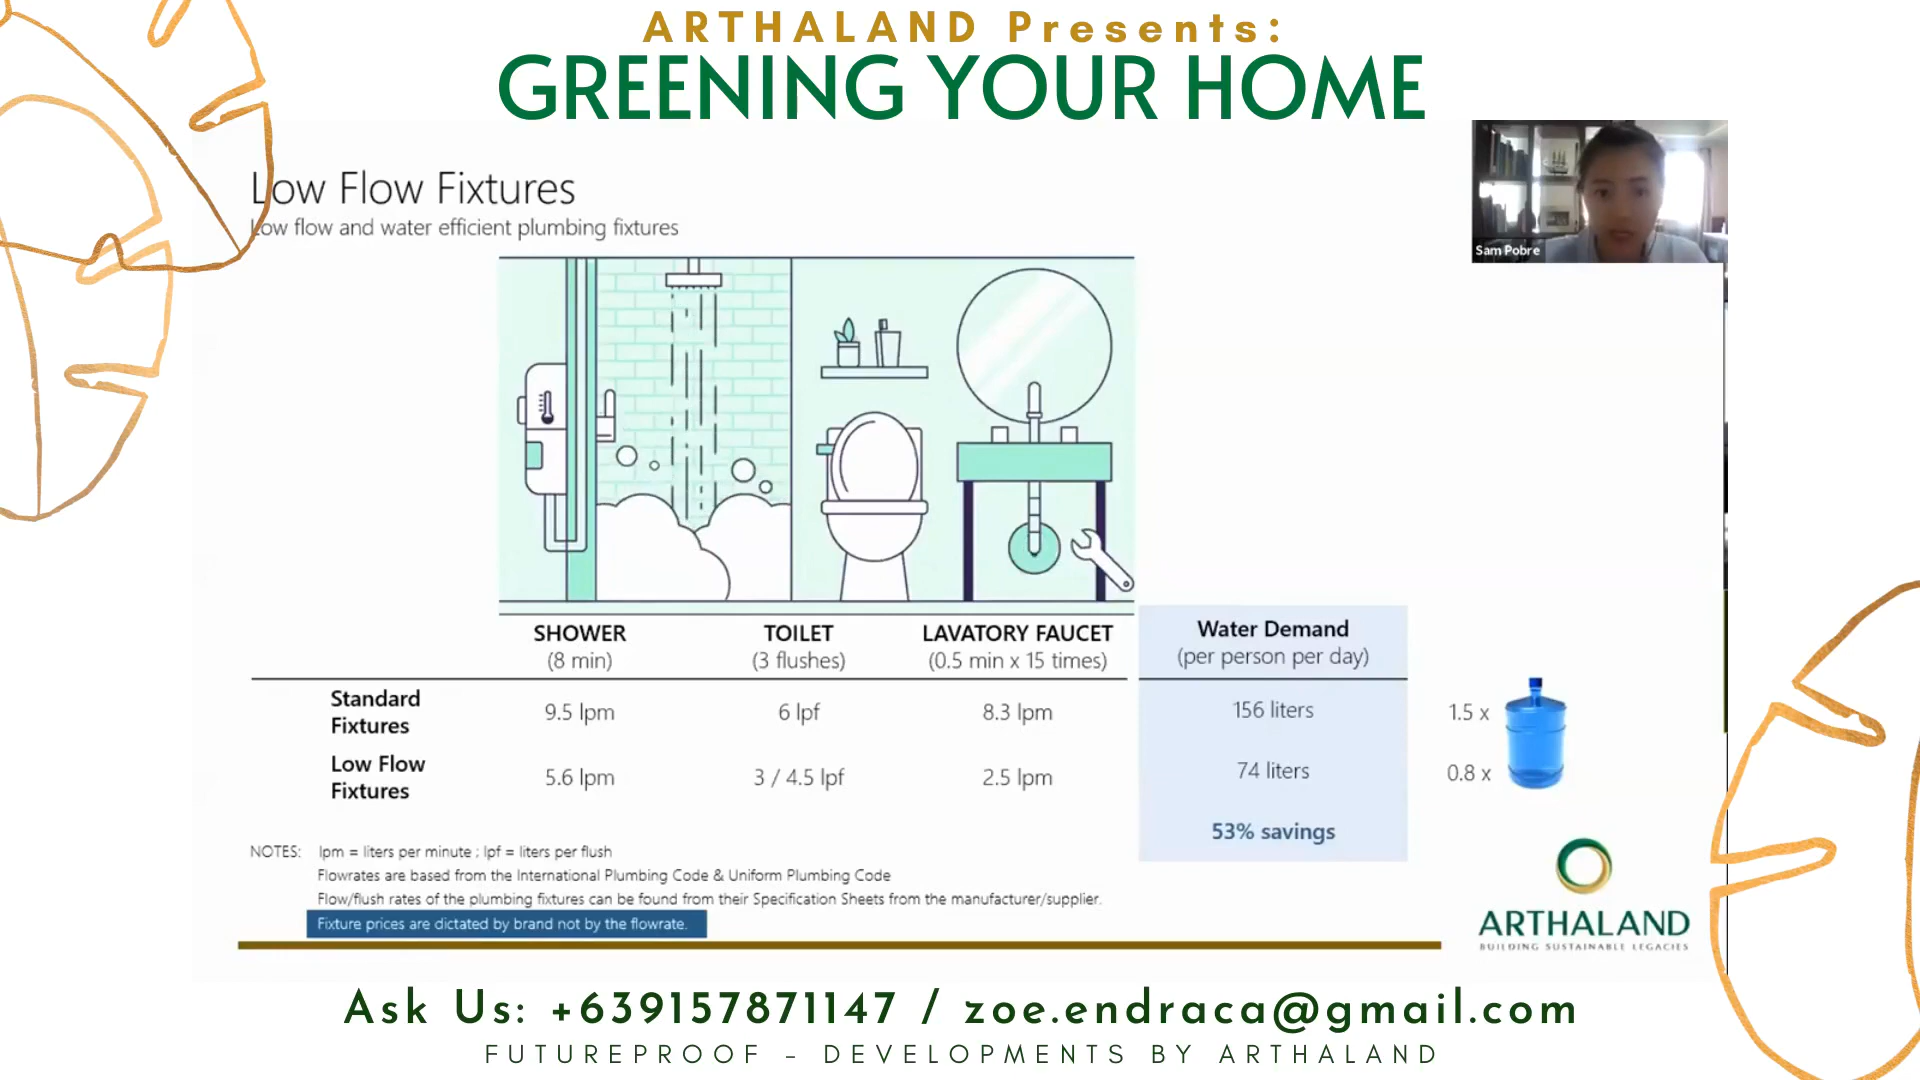 ARTHALAND Presents:
GREENING YOUR HOME
Low Flow Fixtures
Low flow and water efficient plumbing fixtures
Sam Pobre
SHOWER
(8 min)
TOILET
(3 flushes)
LAVATORY FAUCET
(0.5 min x 15 times)
Water Demand
(per person per day)
Standard
Fixtures
9.5 lpm
6 lpf
8.3 lpm
156 liters
1.5 x
Low Flow
Fixtures
5.6 lpm
3 / 4.5 lpf
2.5 lpm
74 liters
0.8 x
53% savings
NOTES: lpm = liters per minute ; lpf = liters per flush
Flowrates are based from the International Plumbing Code & Uniform Plumbing Code
Flow/flush rates of the plumbing fixtures can be found from their Specification Sheets from the manufacturer/supplier.
Fixture prices are dictated by brand not by the flowrate.
ARTHALAND
BUILDING SUSTAINABLE LEGACIES
Ask Us: +639157871147 / zoe.endraca@gmail.com
FUTUREPROOF – DEVELOPMENTS BY ARTHALAND